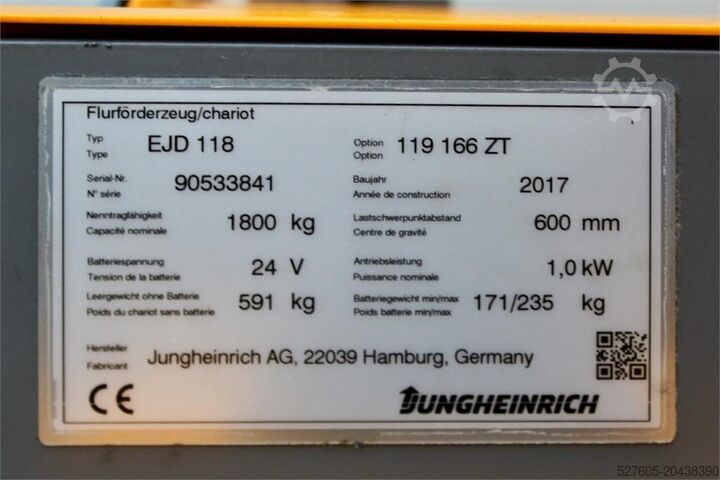 Flurförderzeug/chariot
Typ
Type
EJD 118
Option
Option
119 166 ZT
Serial-Nr.
N° série
90533841
Baujahr
Année de construction
2017
Nenntragfähigkeit
Capacité nominale
1800 kg
Lastschwerpunktabstand
Centre de gravité
600 mm
Batteriespannung
Tension de la batterie
24 V
Antriebsleistung
Puissance nominale
1,0 kW
Leergewicht ohne Batterie
Poids du chariot sans batterie
591 kg
Batteriegewicht min/max
Poids batterie min/max
171/235 kg
Hersteller
Fabricant
Jungheinrich AG, 22039 Hamburg, Germany
CE
JUNGHEINRICH
527605-20438390